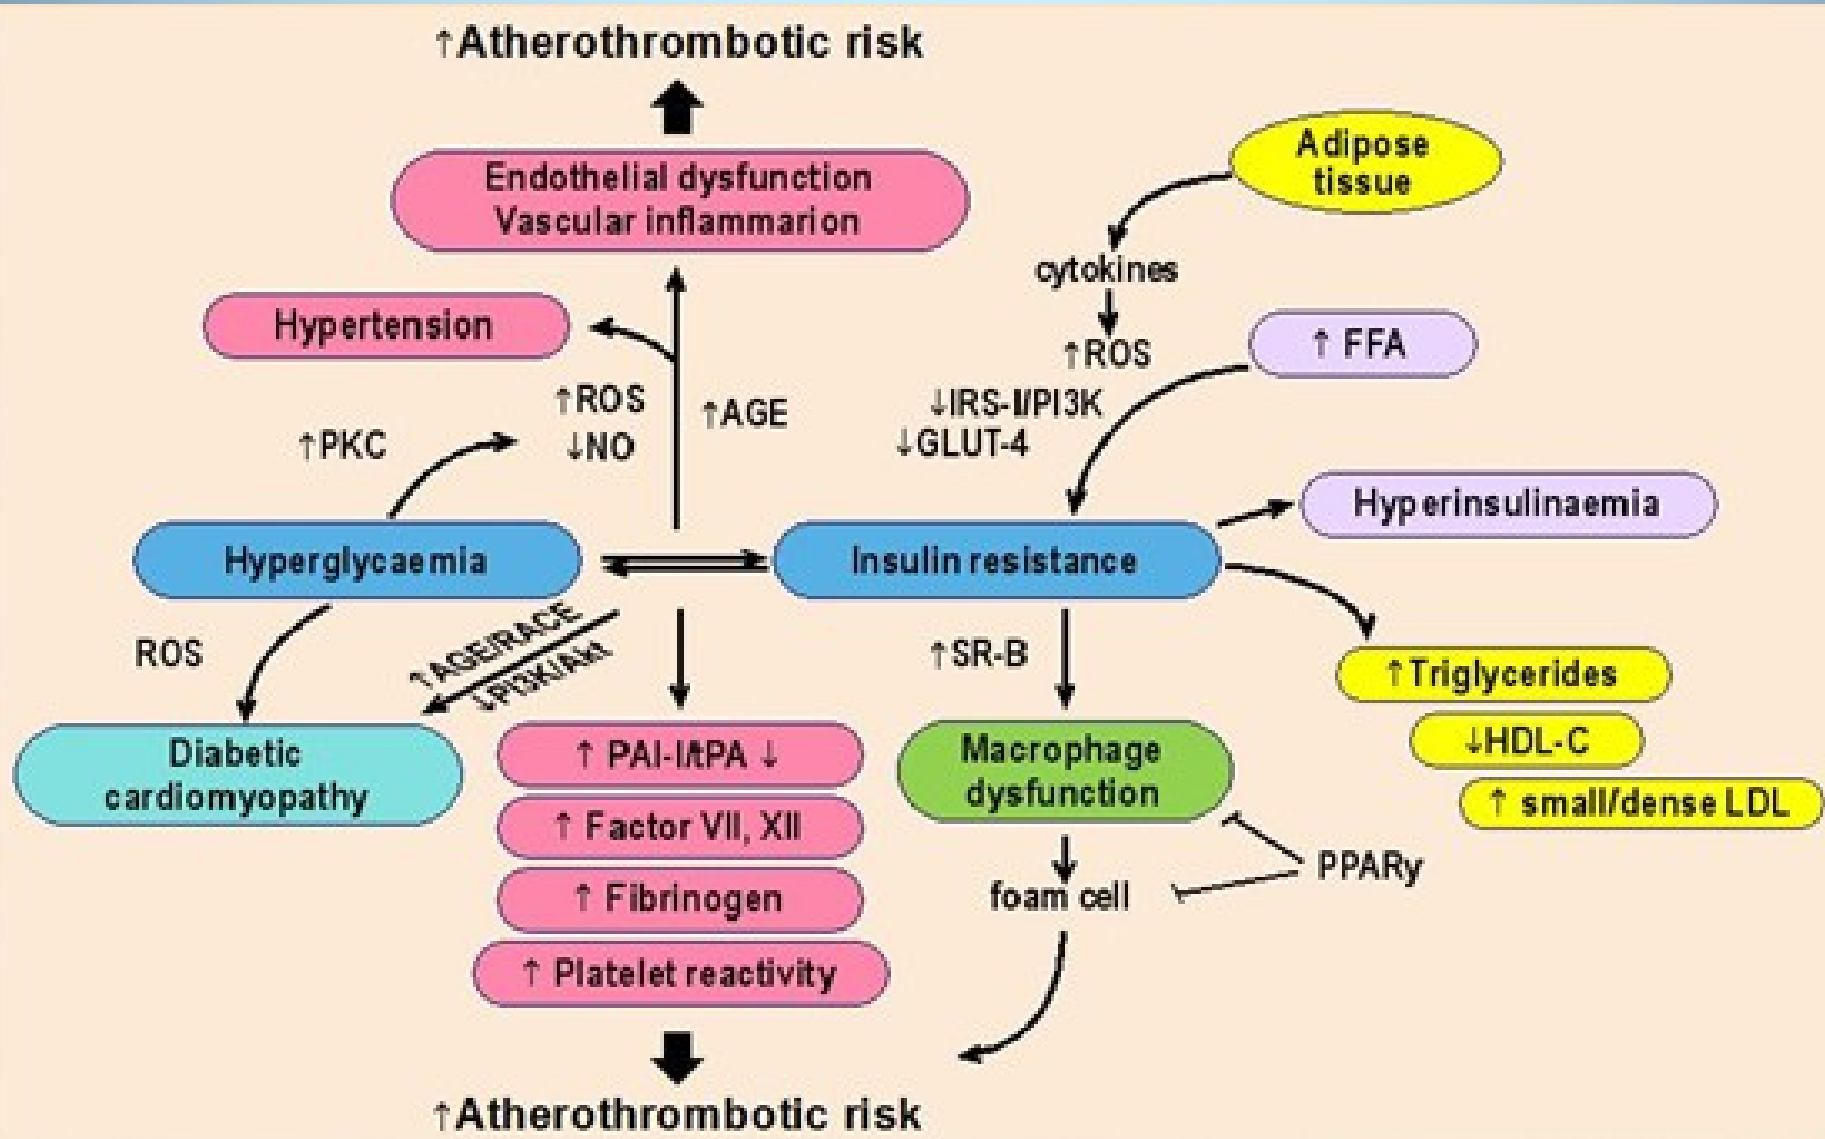 ↑Atherothrombotic risk
Endothelial dysfunction
Vascular inflammarion
Adipose
tissue
cytokines
↑ROS
Hypertension
↑ FFA
↑ROS
↓NO
↑AGE
↑PKC
↓IRS-I/PI3K
↓GLUT-4
Hyperinsulinaemia
Hyperglycaemia
Insulin resistance
ROS
↑AGE/RACE
↓PI3K/Akt
↑SR-B
↑Triglycerides
↓HDL-C
↑ small/dense LDL
Diabetic
cardiomyopathy
↑ PAI-I/tPA ↓
↑ Factor VII, XII
↑ Fibrinogen
↑ Platelet reactivity
Macrophage
dysfunction
foam cell
PPARy
↑Atherothrombotic risk